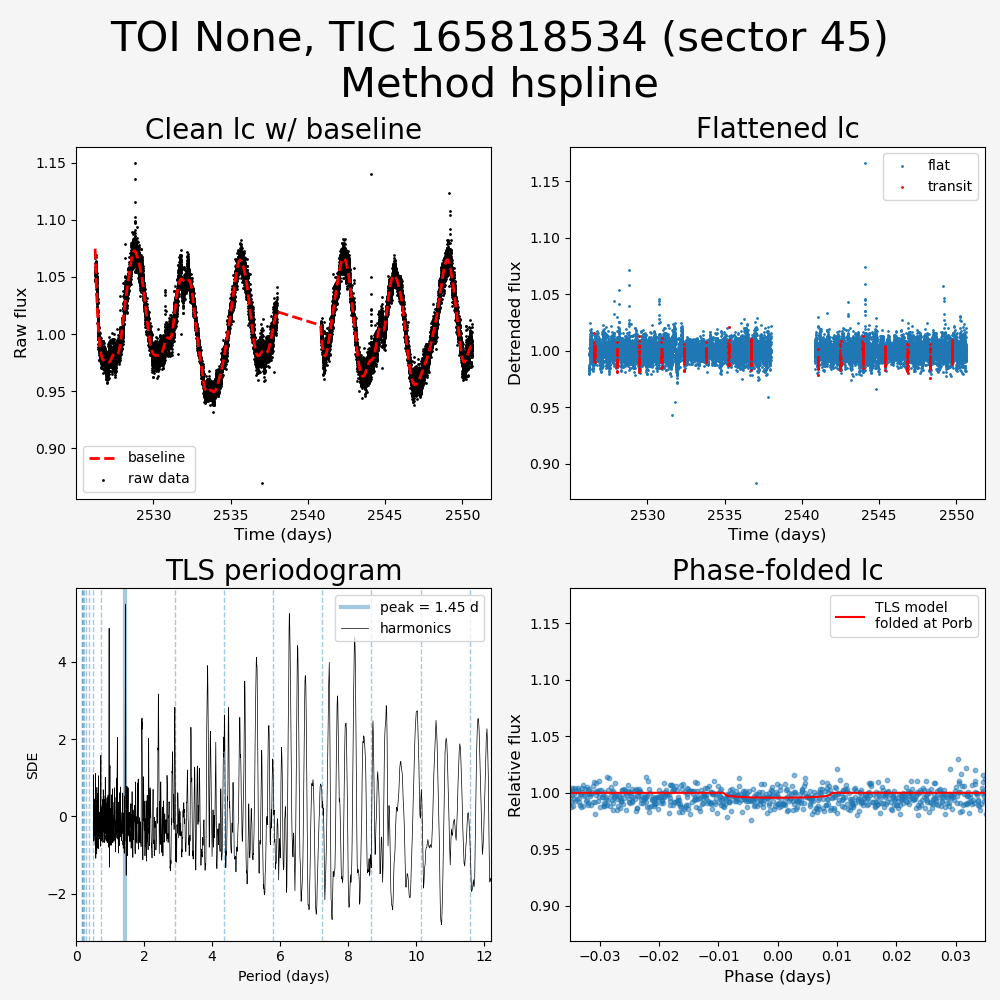 TOI None, TIC 165818534 (sector 45)
Method hspline
Clean lc w/ baseline
Raw flux
1.15
1.10
1.05
1.00
0.95
0.90
baseline
raw data
2530
2535
2540
2545
2550
Time (days)
Flattened lc
Detrended flux
1.15
1.10
1.05
1.00
0.95
0.90
flat
transit
2530
2535
2540
2545
2550
Time (days)
TLS periodogram
SDE
4
2
0
−2
peak = 1.45 d
harmonics
0
2
4
6
8
10
12
Period (days)
Phase-folded lc
Relative flux
1.15
1.10
1.05
1.00
0.95
0.90
TLS model
folded at Porb
−0.03
−0.02
−0.01
0.00
0.01
0.02
0.03
Phase (days)